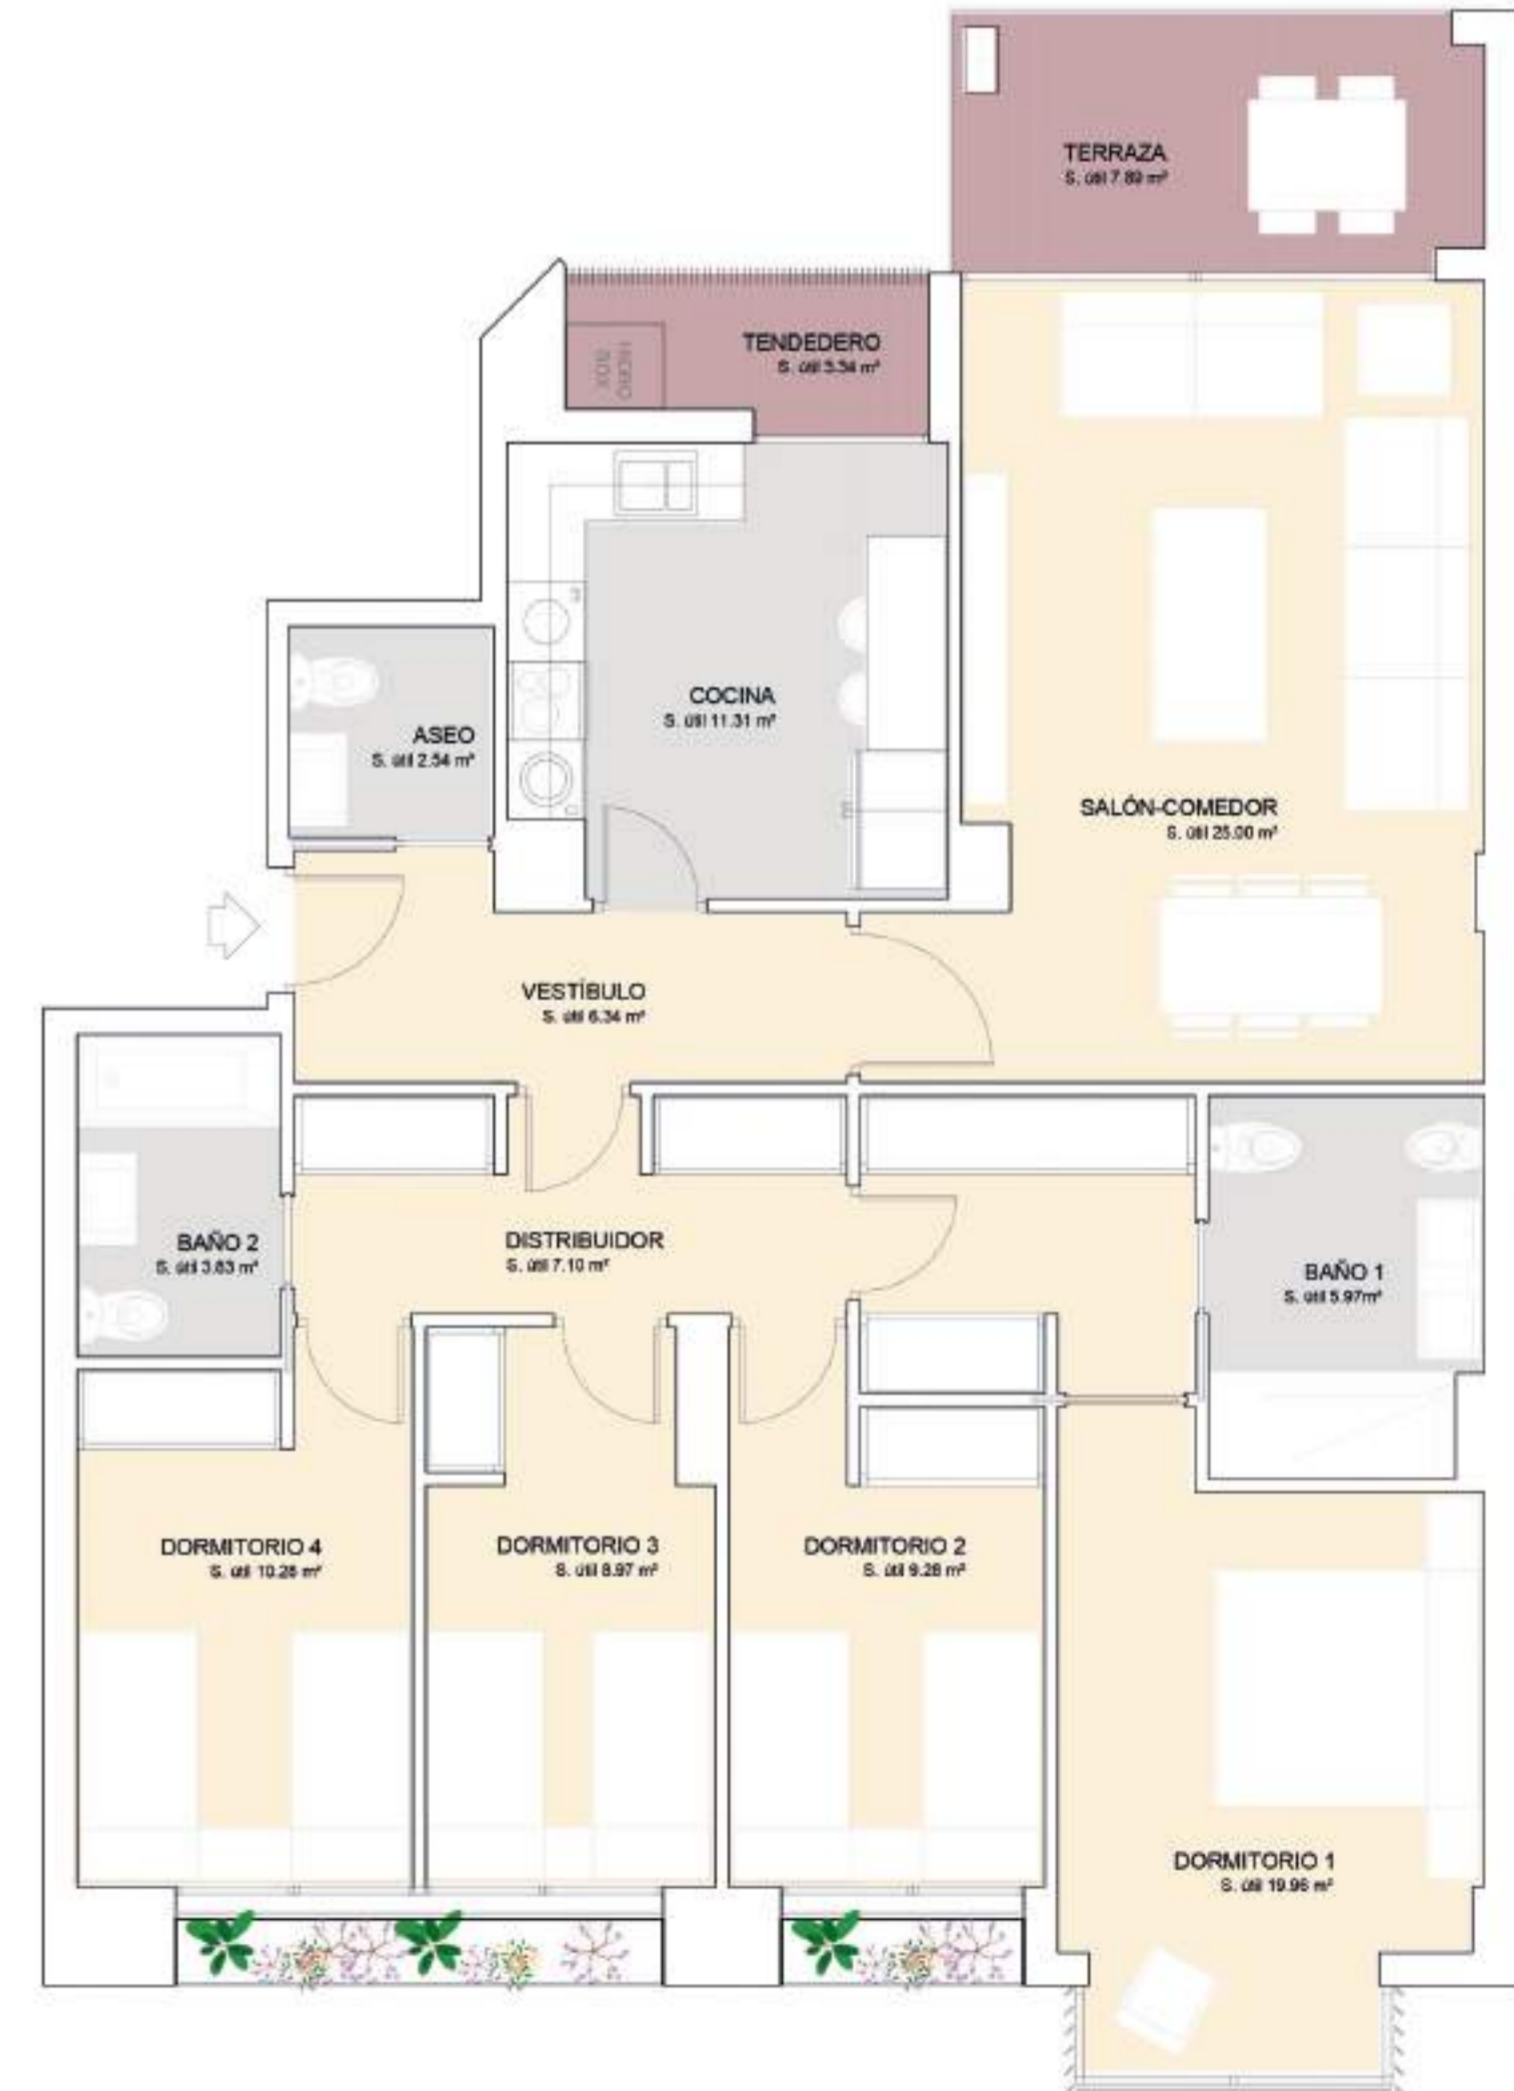 TERRAZA
S. útil 7.89 m²
TENDEDERO
S. útil 3.34 m²
HIDRO
BOX
COCINA
S. útil 11.31 m²
ASEO
S. útil 2.54 m²
SALÓN-COMEDOR
S. útil 25.00 m²
VESTÍBULO
S. útil 6.34 m²
BAÑO 2
S. útil 3.83 m²
DISTRIBUIDOR
S. útil 7.10 m²
BAÑO 1
S. útil 5.97m²
DORMITORIO 4
S. útil 10.28 m²
DORMITORIO 3
S. útil 8.97 m²
DORMITORIO 2
S. útil 9.28 m²
DORMITORIO 1
S. útil 19.96 m²